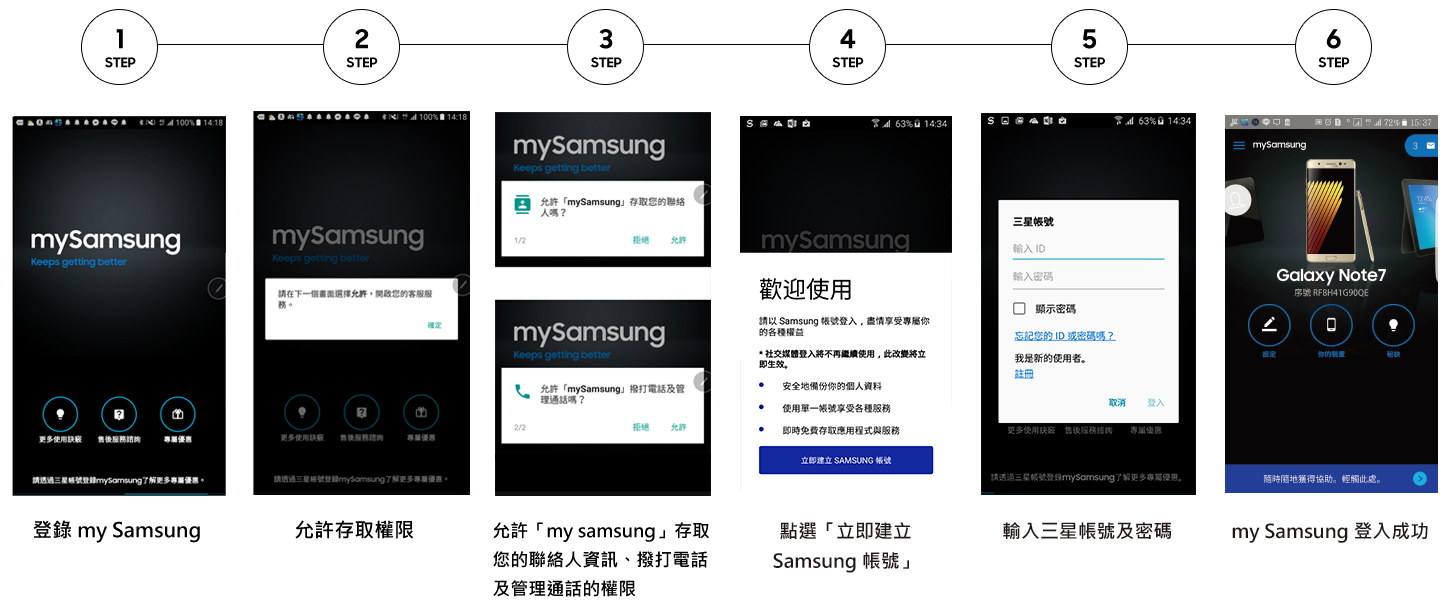 1
STEP
2
STEP
3
STEP
4
STEP
5
STEP
6
STEP
100% 14:18
mySamsung
Keeps getting better
更多使用訣竅
售後服務諮詢
專屬優惠
請透過三星帳號登錄mySamsung了解更多專屬優惠。
登錄 my Samsung
100% 14:18
mySamsung
Keeps getting better
請在下一個畫面選擇允許，開啟您的客服服
務。
確定
更多使用訣竅
售後服務諮詢
專屬優惠
請透過三星帳號登錄mySamsung了解更多專屬優惠。
允許存取權限
mySamsung
Keeps getting better
允許「mySamsung」存取您的聯絡
人嗎？
1/2
拒絕
允許
mySamsung
Keeps getting better
允許「mySamsung」撥打電話及管
理通話嗎？
2/2
拒絕
允許
允許「my samsung」存取
您的聯絡人資訊、撥打電話
及管理通話的權限
63% 14:34
mySamsung
歡迎使用
請以 Samsung 帳號登入，盡情享受專屬你
的各種權益
* 社交媒體登入將不再繼續使用，此改變將立
即生效。
• 安全地備份你的個人資料
• 使用單一帳號享受各種服務
• 即時免費存取應用程式與服務
立即建立 SAMSUNG 帳號
點選「立即建立
Samsung 帳號」
63% 14:34
三星帳號
輸入 ID
輸入密碼
顯示密碼
忘記您的 ID 或密碼嗎？
我是新的使用者。
註冊
取消
登入
更多使用訣竅
售後服務諮詢
專屬優惠
請透過三星帳號登錄mySamsung了解更多專屬優惠。
輸入三星帳號及密碼
72% 15:37
mySamsung
3
Galaxy Note7
序號 RF8H41G90QE
設定
你的裝置
秘訣
隨時隨地獲得協助。輕觸此處。
my Samsung 登入成功